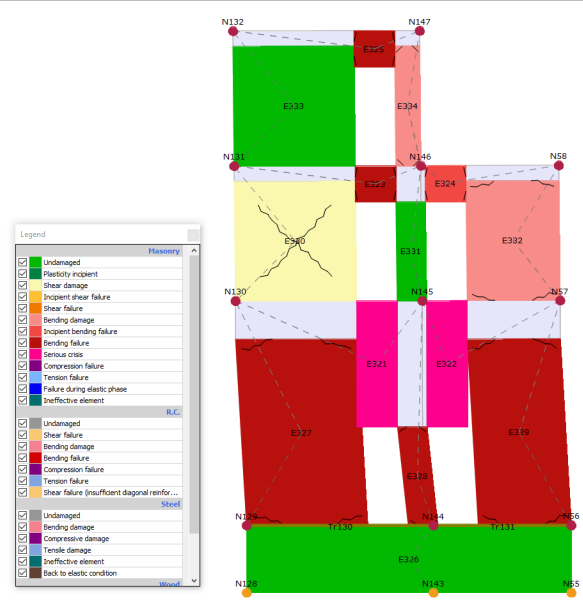 N132
N147
E325
E333
E334
N131
N146
N58
E323
E324
E320
E331
E332
N130
N145
N57
E321
E322
E327
E328
E329
N129
N144
N56
Tr130
Tr131
E326
N128
N143
N55
Legend
Masonry
Undamaged
Plasticity incipient
Shear damage
Incipient shear failure
Shear failure
Bending damage
Incipient bending failure
Bending failure
Serious crisis
Compression failure
Tension failure
Failure during elastic phase
Ineffective element
R.C.
Undamaged
Shear failure
Bending damage
Bending failure
Compression failure
Tension failure
Shear failure (insufficient diagonal reinfor...
Steel
Undamaged
Bending damage
Compressive damage
Tensile damage
Ineffective element
Back to elastic condition
Wood